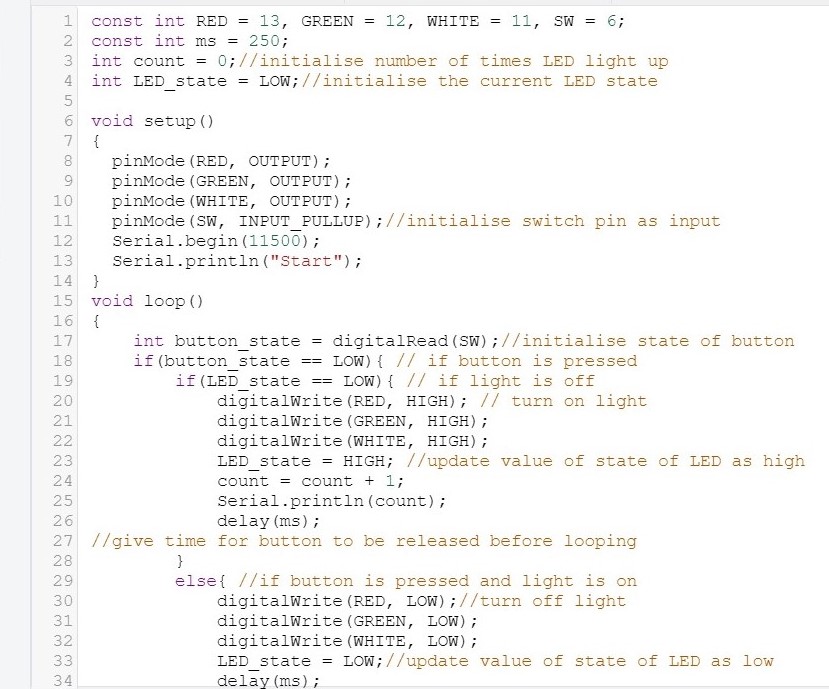 1 const int RED = 13, GREEN = 12, WHITE = 11, SW = 6;
2 const int ms = 250;
3 int count = 0;//initialise number of times LED light up
4 int LED_state = LOW;//initialise the current LED state
5
6 void setup()
7 {
8   pinMode(RED, OUTPUT);
9   pinMode(GREEN, OUTPUT);
10   pinMode(WHITE, OUTPUT);
11   pinMode(SW, INPUT_PULLUP);//initialise switch pin as input
12   Serial.begin(11500);
13   Serial.println("Start");
14 }
15 void loop()
16 {
17     int button_state = digitalRead(SW);//initialise state of button
18     if(button_state == LOW){ // if button is pressed
19         if(LED_state == LOW){ // if light is off
20             digitalWrite(RED, HIGH); // turn on light
21             digitalWrite(GREEN, HIGH);
22             digitalWrite(WHITE, HIGH);
23             LED_state = HIGH; //update value of state of LED as high
24             count = count + 1;
25             Serial.println(count);
26             delay(ms);
27 //give time for button to be released before looping
28         }
29         else{ //if button is pressed and light is on
30             digitalWrite(RED, LOW);//turn off light
31             digitalWrite(GREEN, LOW);
32             digitalWrite(WHITE, LOW);
33             LED_state = LOW;//update value of state of LED as low
34             delay(ms);